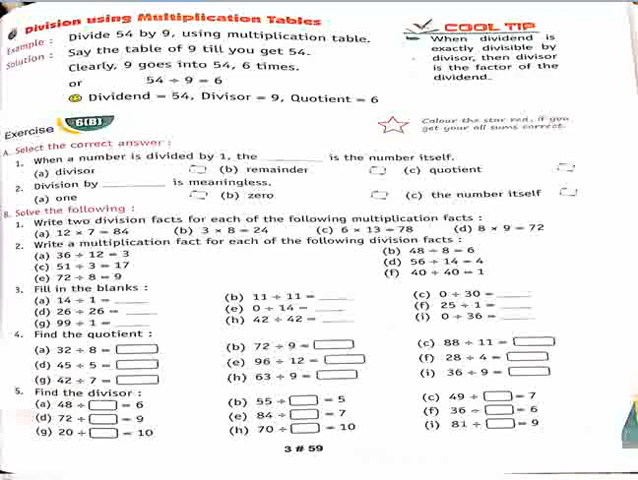 Division using Multiplication Tables
Example : Divide 54 by 9, using multiplication table.
Solution : Say the table of 9 till you get 54.
Clearly, 9 goes into 54, 6 times.
or 54 ÷ 9 = 6
Dividend = 54, Divisor = 9, Quotient = 6
COOL TIP
When dividend is
exactly divisible by
divisor, then divisor
is the factor of the
dividend.
Exercise 6(B)
Colour the star red, if you
get your all sums correct.
A. Select the correct answer :
1. When a number is divided by 1, the ________ is the number itself.
(a) divisor (b) remainder (c) quotient
2. Division by ________ is meaningless.
(a) one (b) zero (c) the number itself
B. Solve the following :
1. Write two division facts for each of the following multiplication facts :
(a) 12 × 7 = 84 (b) 3 × 8 = 24 (c) 6 × 13 = 78 (d) 8 × 9 = 72
2. Write a multiplication fact for each of the following division facts :
(a) 36 ÷ 12 = 3 (b) 48 ÷ 8 = 6
(c) 51 ÷ 3 = 17 (d) 56 ÷ 14 = 4
(e) 72 ÷ 8 = 9 (f) 40 ÷ 40 = 1
3. Fill in the blanks :
(a) 14 ÷ 1 = _____ (b) 11 ÷ 11 = _____ (c) 0 ÷ 30 = _____
(d) 26 ÷ 26 = _____ (e) 0 ÷ 14 = _____ (f) 25 ÷ 1 = _____
(g) 99 ÷ 1 = _____ (h) 42 ÷ 42 = _____ (i) 0 ÷ 36 = _____
4. Find the quotient :
(a) 32 ÷ 8 = (b) 72 ÷ 9 = (c) 88 ÷ 11 =
(d) 45 ÷ 5 = (e) 96 ÷ 12 = (f) 28 ÷ 4 =
(g) 42 ÷ 7 = (h) 63 ÷ 9 = (i) 36 ÷ 9 =
5. Find the divisor :
(a) 48 ÷ = 6 (b) 55 ÷ = 5 (c) 49 ÷ = 7
(d) 72 ÷ = 9 (e) 84 ÷ = 7 (f) 36 ÷ = 6
(g) 20 ÷ = 10 (h) 70 ÷ = 10 (i) 81 ÷ = 9
3 # 59